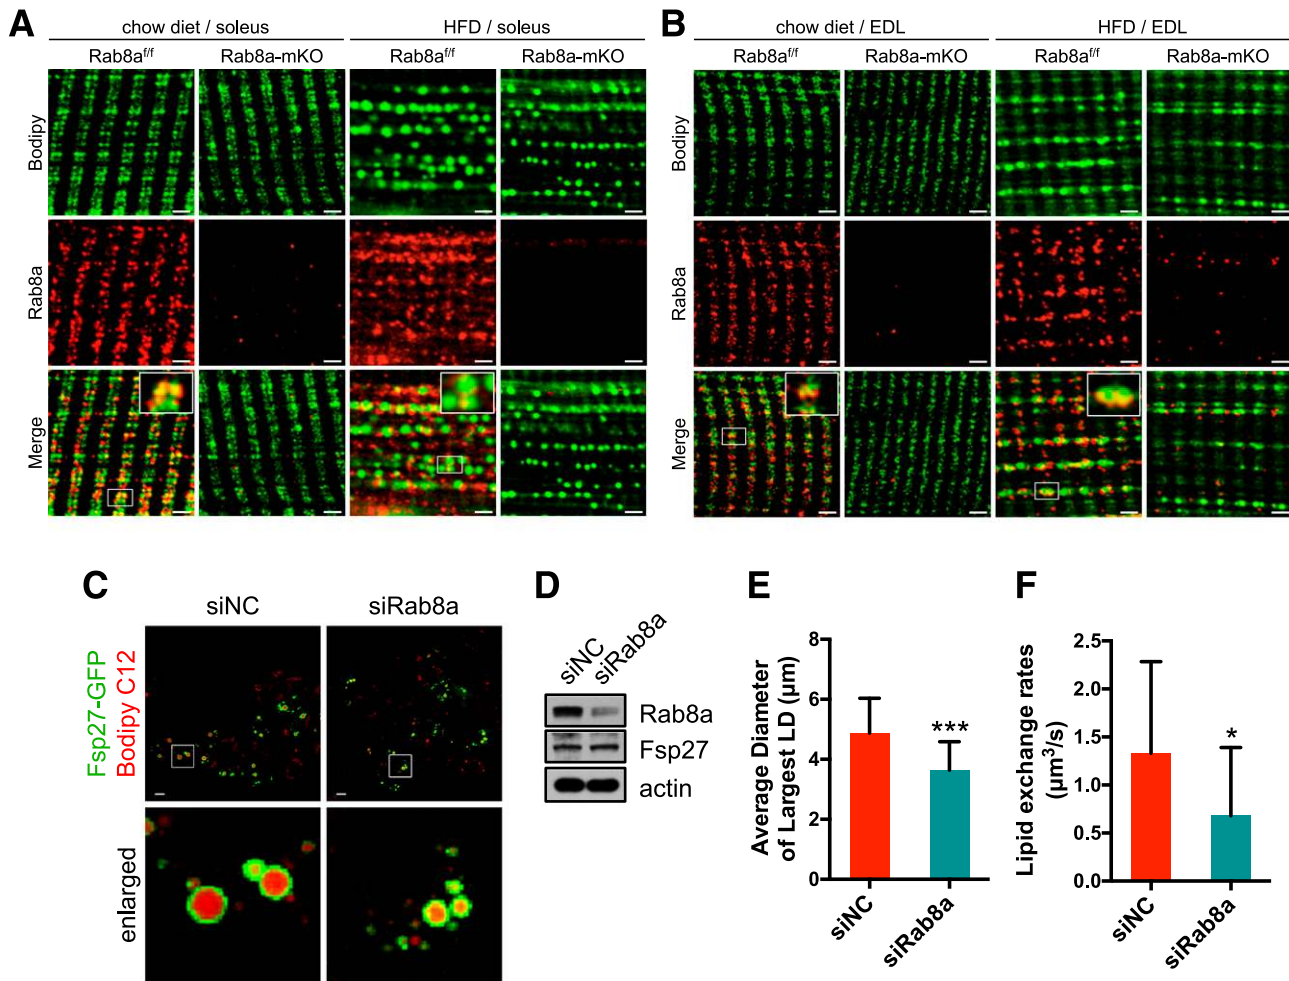 A
chow diet / soleus
HFD / soleus
Rab8af/f
Rab8a-mKO
Rab8af/f
Rab8a-mKO
Bodipy
Rab8a
Merge
B
chow diet / EDL
HFD / EDL
Rab8af/f
Rab8a-mKO
Rab8af/f
Rab8a-mKO
Bodipy
Rab8a
Merge
C
siNC
siRab8a
Fsp27-GFP
Bodipy C12
enlarged
D
siNC
siRab8a
Rab8a
Fsp27
actin
E
Average Diameter
of Largest LD (μm)
8
6
4
2
0
***
siNC
siRab8a
F
Lipid exchange rates
(μm³/s)
2.5
2.0
1.5
1.0
0.5
0.0
*
siNC
siRab8a